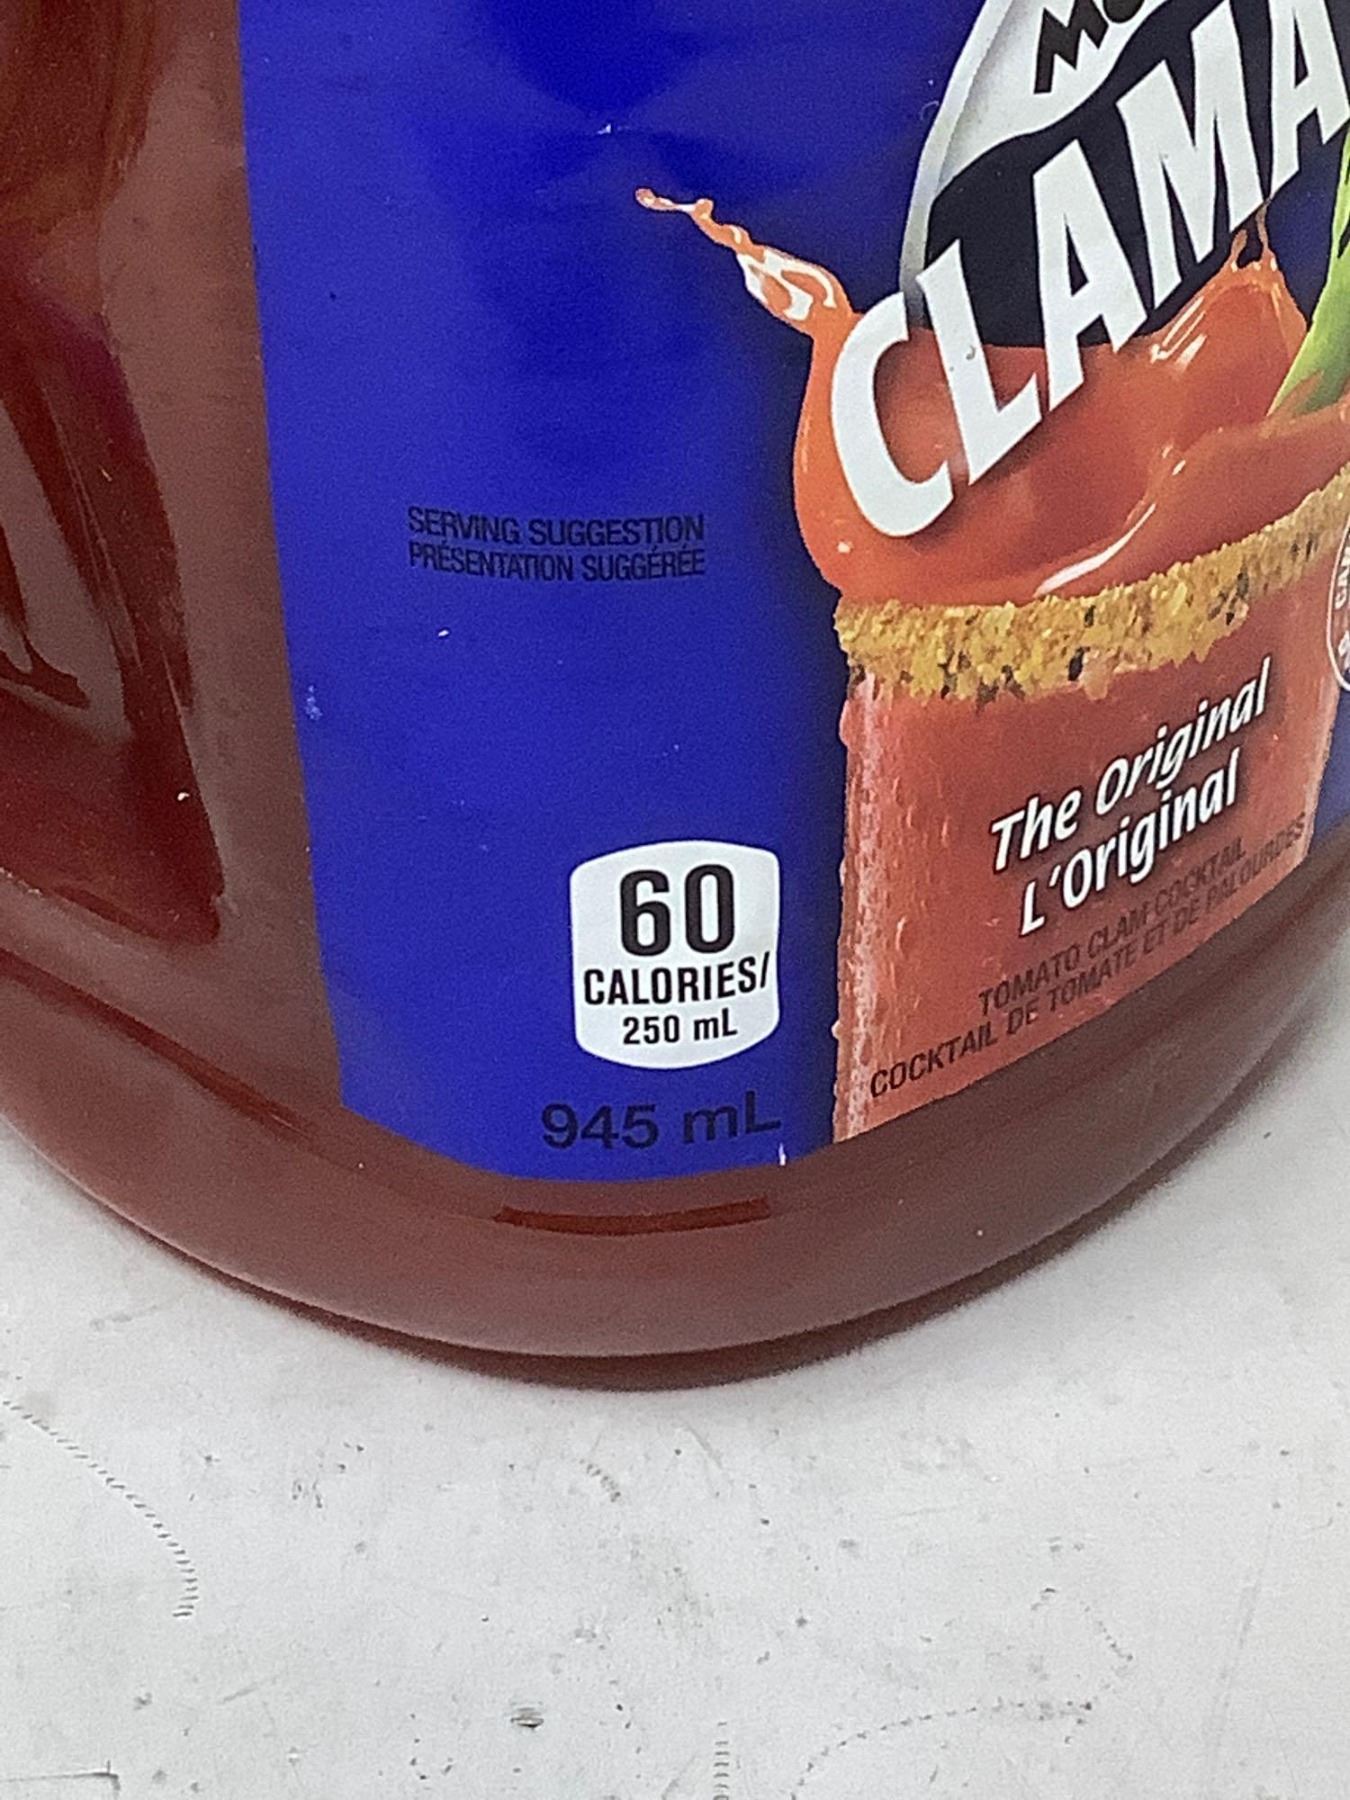 CLAMA
SERVING SUGGESTION
PRÉSENTATION SUGGÉRÉE
The Original
L'Original
TOMATO CLAM COCKTAIL
COCKTAIL DE TOMATE ET DE PALOURDES
60
CALORIES/
250 mL
945 mL